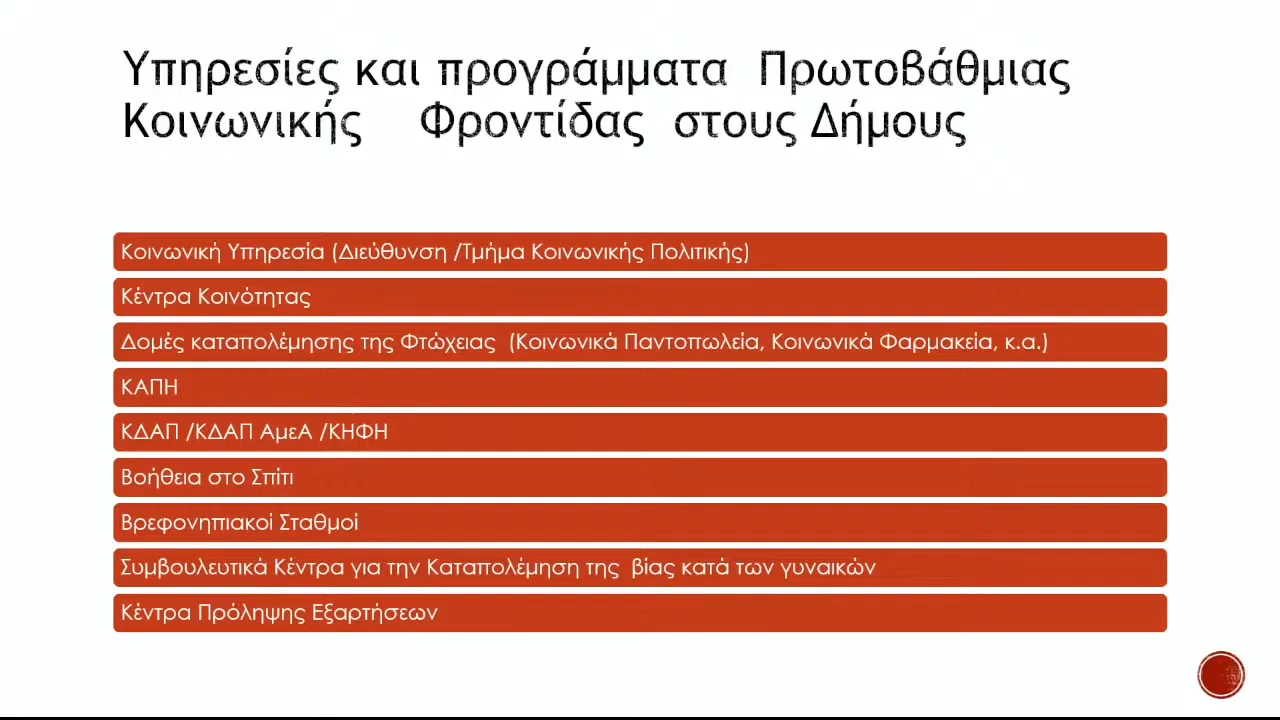 Υπηρεσίες και προγράμματα Πρωτοβάθμιας
Κοινωνικής Φροντίδας στους Δήμους
Κοινωνική Υπηρεσία (Διεύθυνση /Τμήμα Κοινωνικής Πολιτικής)
Κέντρα Κοινότητας
Δομές καταπολέμησης της Φτώχειας (Κοινωνικά Παντοπωλεία, Κοινωνικά Φαρμακεία, κ.α.)
ΚΑΠΗ
ΚΔΑΠ /ΚΔΑΠ ΑμεΑ /ΚΗΦΗ
Βοήθεια στο Σπίτι
Βρεφονηπιακοί Σταθμοί
Συμβουλευτικά Κέντρα για την Καταπολέμηση της βίας κατά των γυναικών
Κέντρα Πρόληψης Εξαρτήσεων